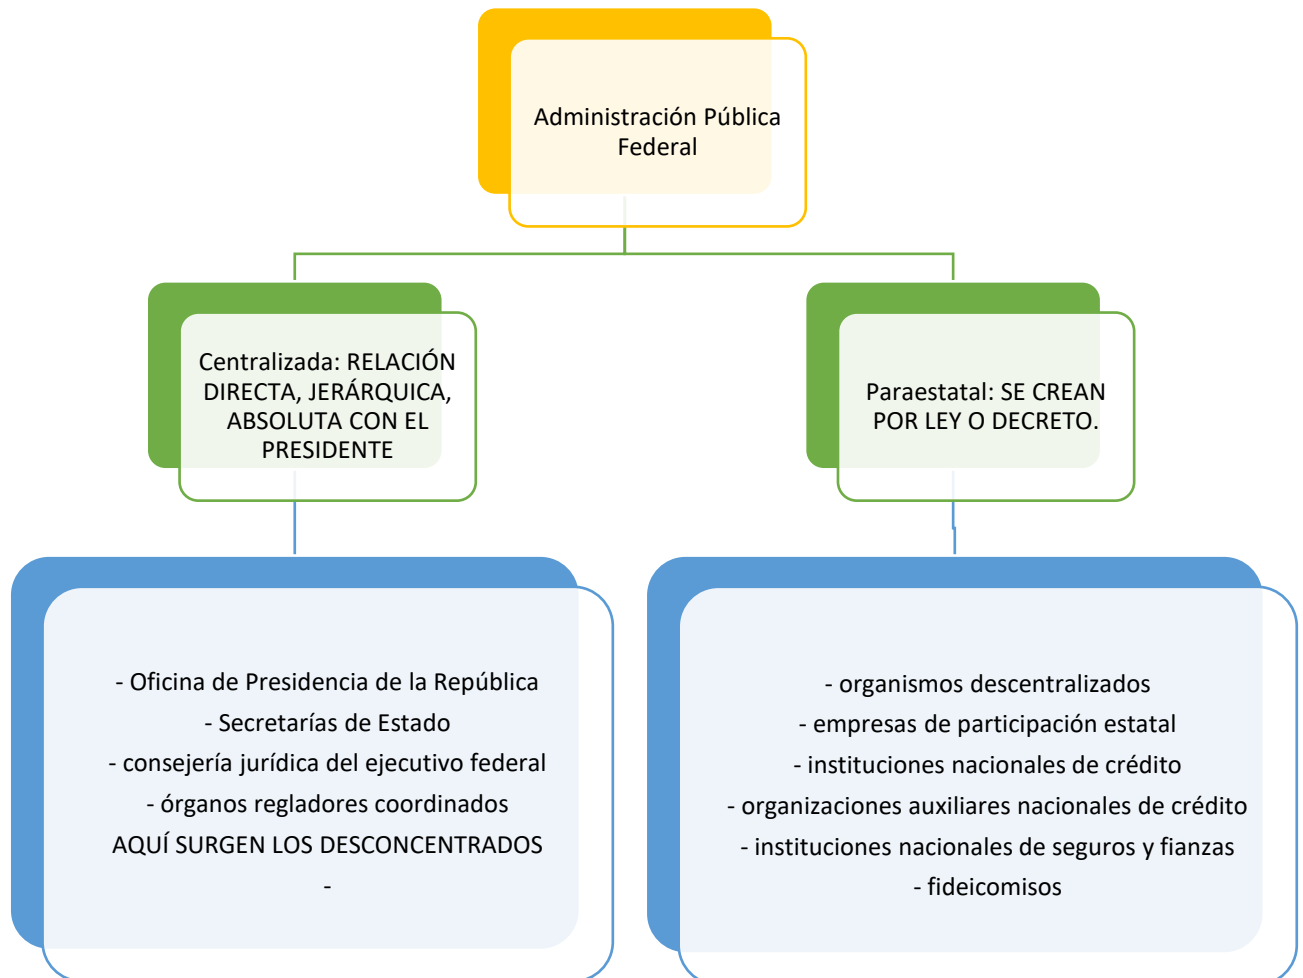 Administración Pública
Federal
Centralizada: RELACIÓN
DIRECTA, JERÁRQUICA,
ABSOLUTA CON EL
PRESIDENTE
Paraestatal: SE CREAN
POR LEY O DECRETO.
- Oficina de Presidencia de la República
- Secretarías de Estado
- consejería jurídica del ejecutivo federal
- órganos regladores coordinados
AQUÍ SURGEN LOS DESCONCENTRADOS
-
- organismos descentralizados
- empresas de participación estatal
- instituciones nacionales de crédito
- organizaciones auxiliares nacionales de crédito
- instituciones nacionales de seguros y fianzas
- fideicomisos